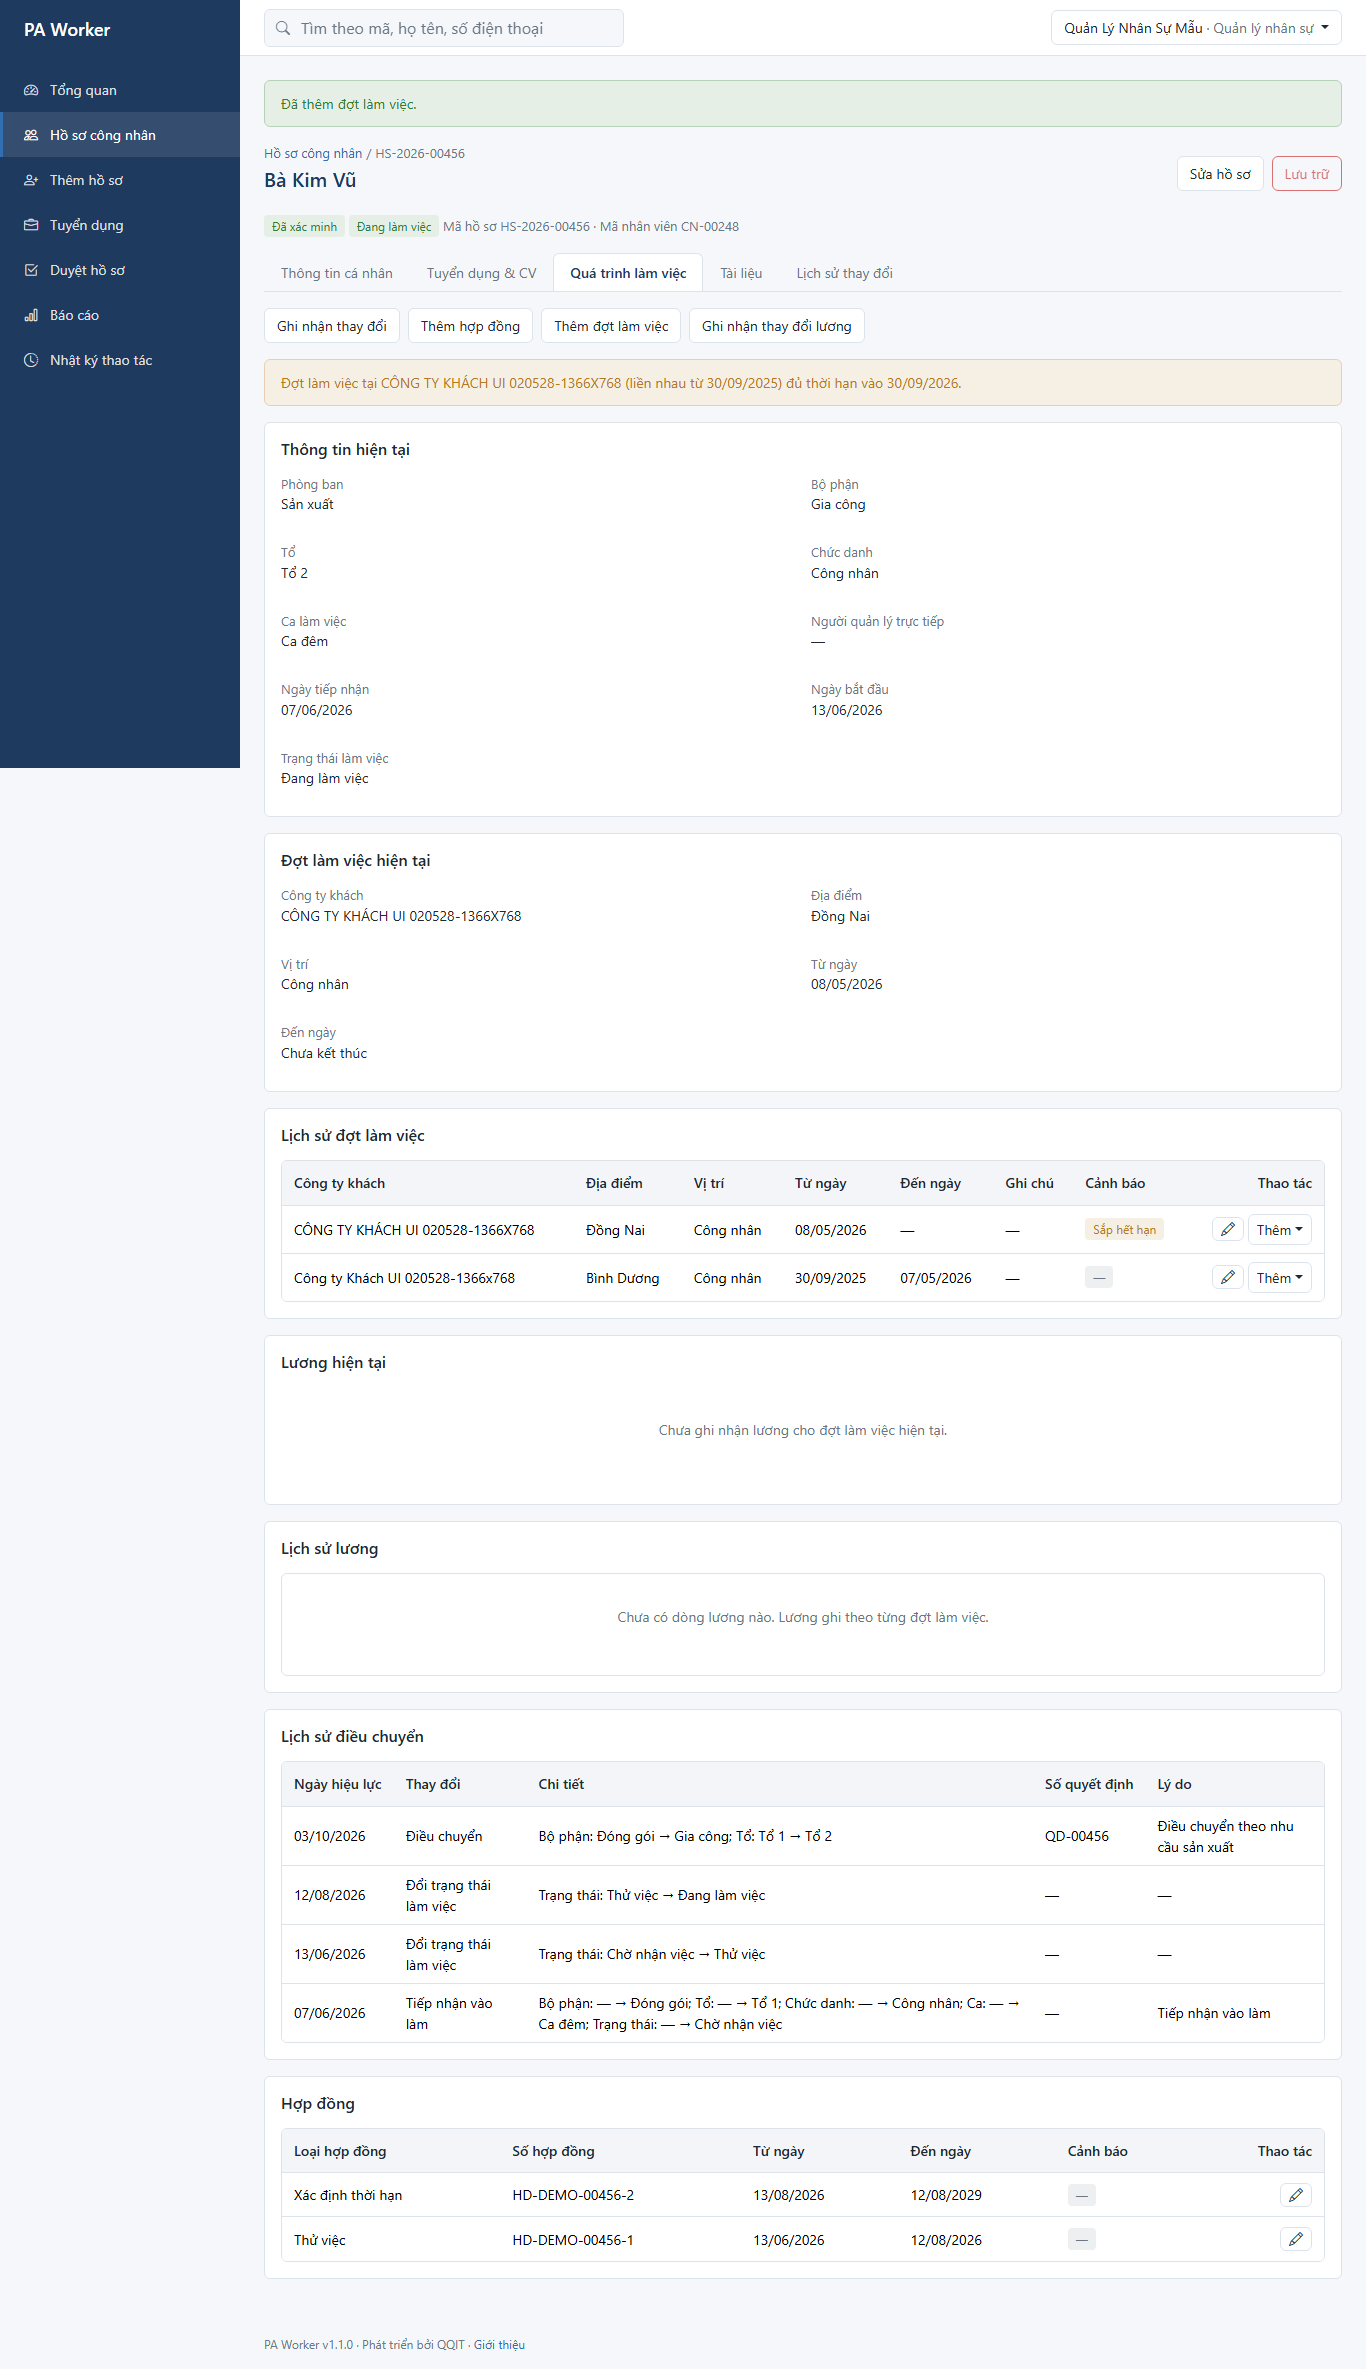 PA Worker
Tìm theo mã, họ tên, số điện thoại
Quản Lý Nhân Sự Mẫu · Quản lý nhân sự
Tổng quan
Hồ sơ công nhân
Thêm hồ sơ
Tuyển dụng
Duyệt hồ sơ
Báo cáo
Nhật ký thao tác
Đã thêm đợt làm việc.
Hồ sơ công nhân / HS-2026-00456
Bà Kim Vũ
Sửa hồ sơ
Lưu trữ
Đã xác minh Đang làm việc Mã hồ sơ HS-2026-00456 · Mã nhân viên CN-00248
Thông tin cá nhân Tuyển dụng & CV Quá trình làm việc Tài liệu Lịch sử thay đổi
Ghi nhận thay đổi Thêm hợp đồng Thêm đợt làm việc Ghi nhận thay đổi lương
Đợt làm việc tại CÔNG TY KHÁCH UI 020528-1366X768 (liền nhau từ 30/09/2025) đủ thời hạn vào 30/09/2026.
Thông tin hiện tại
Phòng ban Bộ phận
Sản xuất Gia công
Tổ Chức danh
Tổ 2 Công nhân
Ca làm việc Người quản lý trực tiếp
Ca đêm —
Ngày tiếp nhận Ngày bắt đầu
07/06/2026 13/06/2026
Trạng thái làm việc
Đang làm việc
Đợt làm việc hiện tại
Công ty khách Địa điểm
CÔNG TY KHÁCH UI 020528-1366X768 Đồng Nai
Vị trí Từ ngày
Công nhân 08/05/2026
Đến ngày
Chưa kết thúc
Lịch sử đợt làm việc
Công ty khách Địa điểm Vị trí Từ ngày Đến ngày Ghi chú Cảnh báo Thao tác
CÔNG TY KHÁCH UI 020528-1366X768 Đồng Nai Công nhân 08/05/2026 — — Sắp hết hạn Thêm
Công ty Khách UI 020528-1366x768 Bình Dương Công nhân 30/09/2025 07/05/2026 — — Thêm
Lương hiện tại
Chưa ghi nhận lương cho đợt làm việc hiện tại.
Lịch sử lương
Chưa có dòng lương nào. Lương ghi theo từng đợt làm việc.
Lịch sử điều chuyển
Ngày hiệu lực Thay đổi Chi tiết Số quyết định Lý do
03/10/2026 Điều chuyển Bộ phận: Đóng gói → Gia công; Tổ: Tổ 1 → Tổ 2 QD-00456 Điều chuyển theo nhu
cầu sản xuất
12/08/2026 Đổi trạng thái
làm việc Trạng thái: Thử việc → Đang làm việc — —
13/06/2026 Đổi trạng thái
làm việc Trạng thái: Chờ nhận việc → Thử việc — —
07/06/2026 Tiếp nhận vào
làm Bộ phận: — → Đóng gói; Tổ: — → Tổ 1; Chức danh: — → Công nhân; Ca: — →
Ca đêm; Trạng thái: — → Chờ nhận việc — Tiếp nhận vào làm
Hợp đồng
Loại hợp đồng Số hợp đồng Từ ngày Đến ngày Cảnh báo Thao tác
Xác định thời hạn HD-DEMO-00456-2 13/08/2026 12/08/2029 —
Thử việc HD-DEMO-00456-1 13/06/2026 12/08/2026 —
PA Worker v1.1.0 · Phát triển bởi QQIT · Giới thiệu